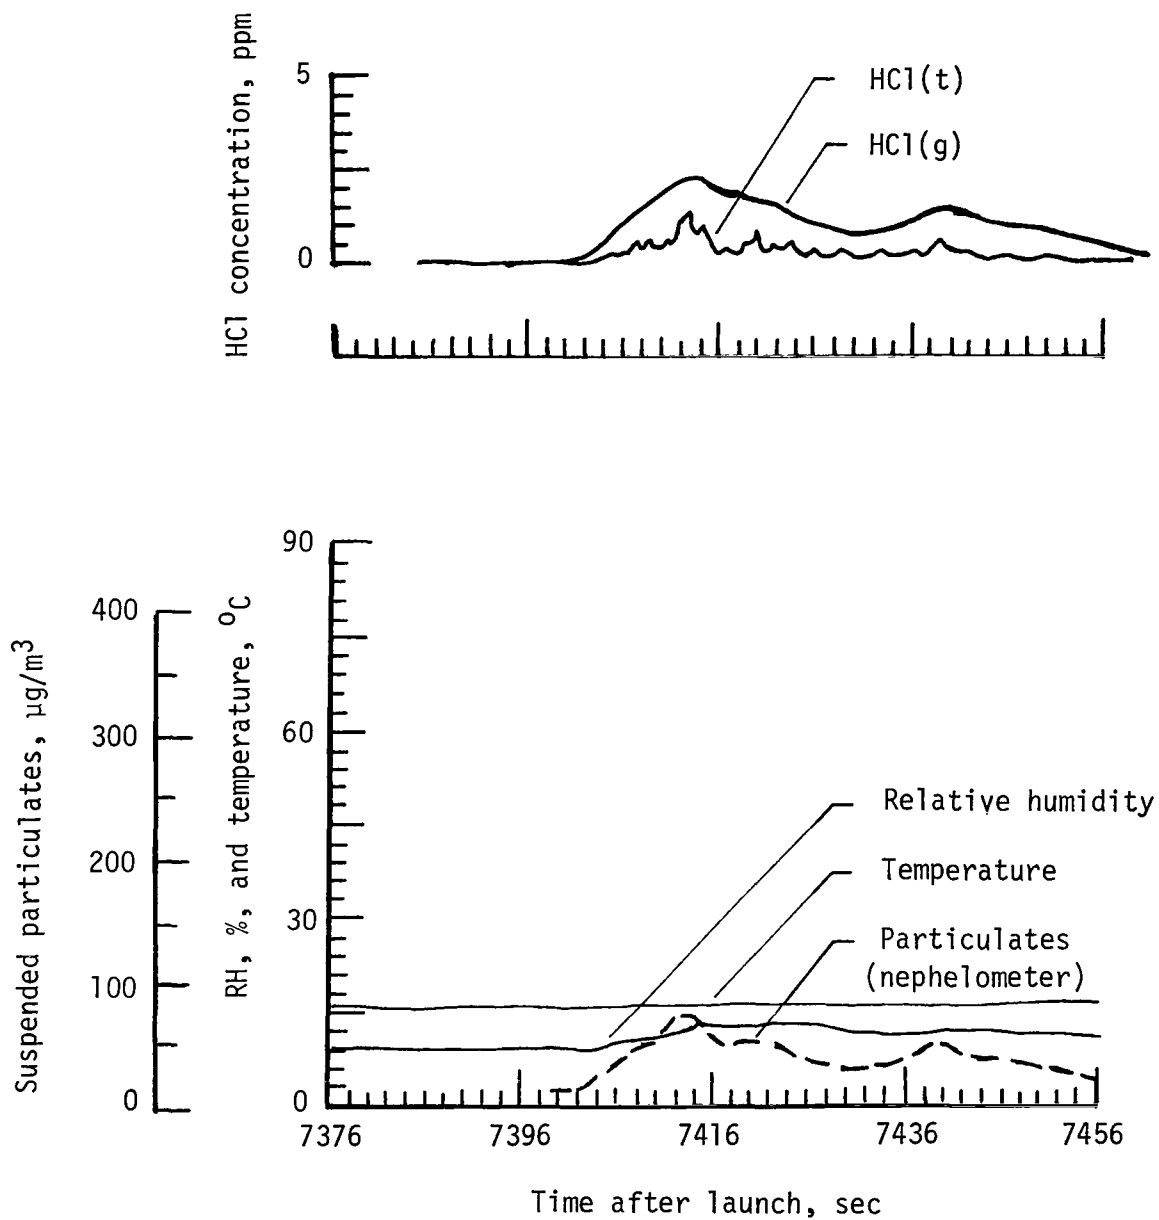 HCl concentration, ppm
5
0
HCl(t)
HCl(g)
Suspended particulates, μg/m³
400
300
200
100
0
RH, %, and temperature, °C
90
60
30
0
Relative humidity
Temperature
Particulates
(nephelometer)
7376 7396 7416 7436 7456
Time after launch, sec